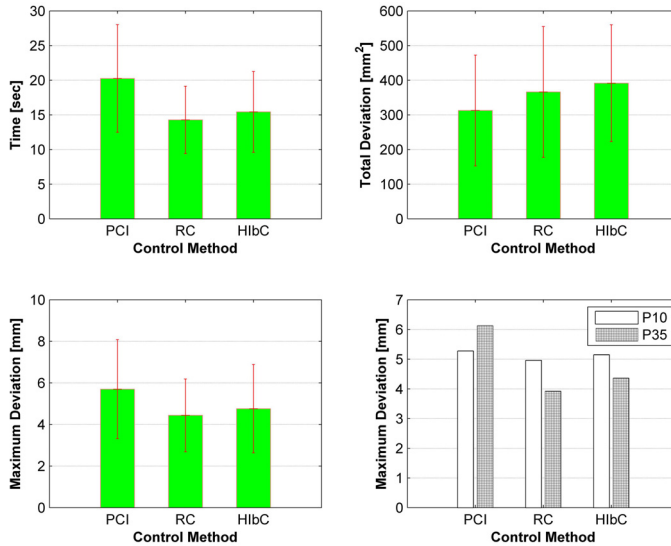 30
25
20
15
10
5
0
Time [sec]
PCI RC HIbC
Control Method
600
500
400
300
200
100
0
Total Deviation [mm²]
PCI RC HIbC
Control Method
10
8
6
4
2
0
Maximum Deviation [mm]
PCI RC HIbC
Control Method
7
6
5
4
3
2
1
0
Maximum Deviation [mm]
P10
P35
PCI RC HIbC
Control Method